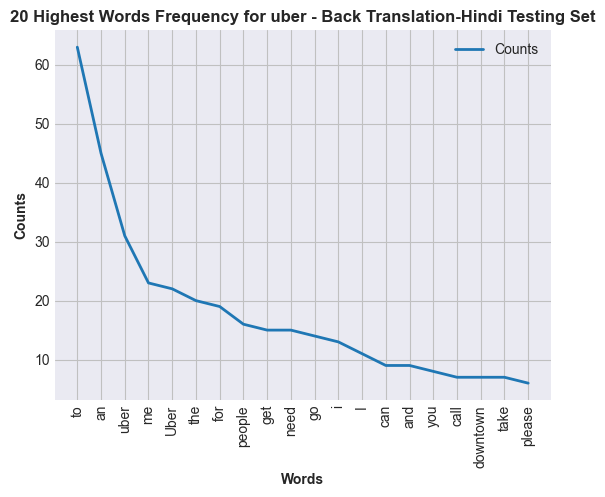 20 Highest Words Frequency for uber - Back Translation-Hindi Testing Set
Counts
60
50
40
30
20
10
Counts
to
an
uber
me
Uber
the
for
people
get
need
go
i
I
can
and
you
call
downtown
take
please
Words